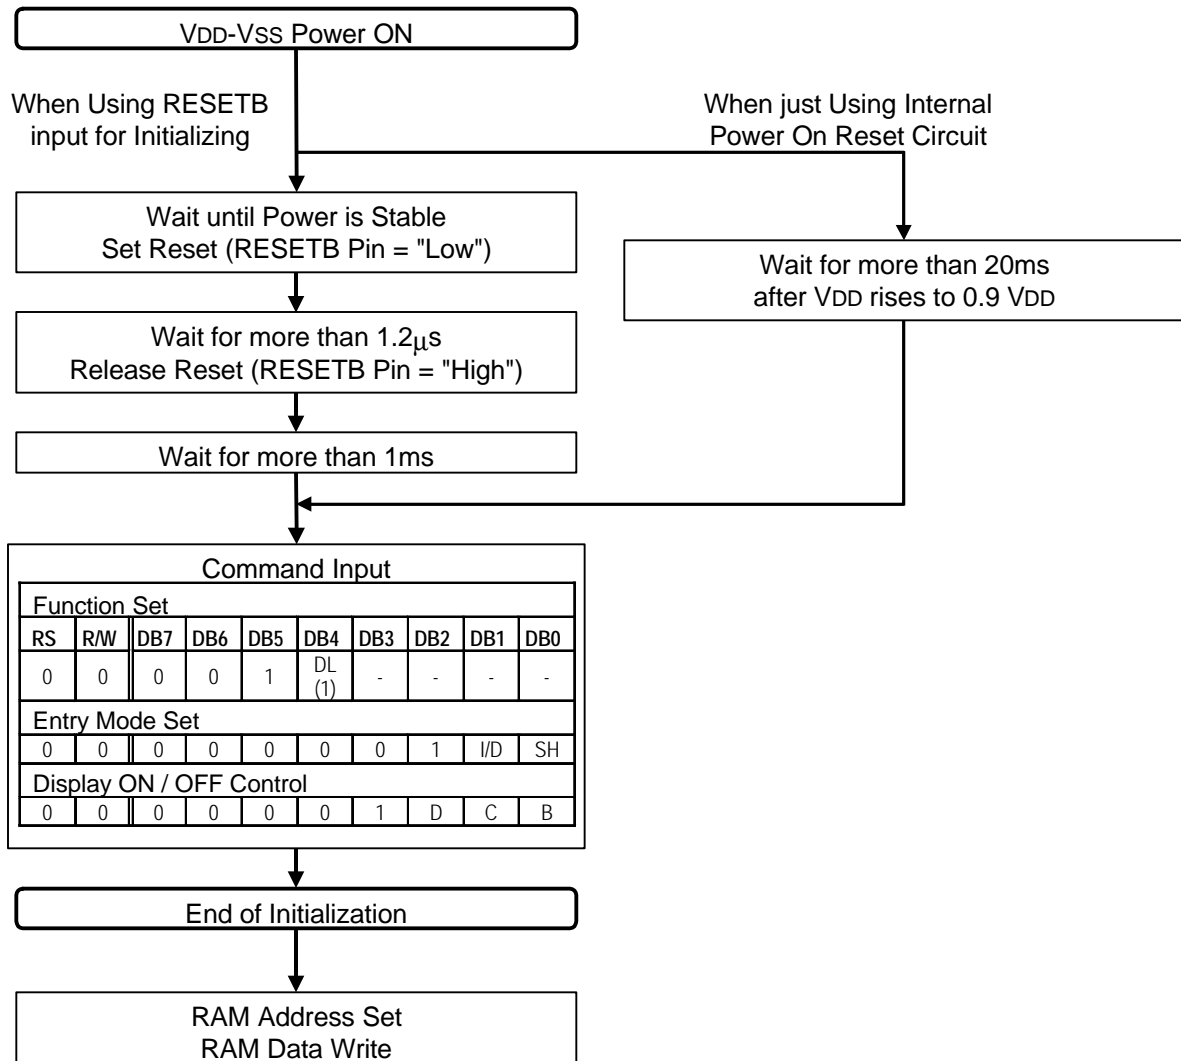 VDD-VSS Power ON
When Using RESETB
input for Initializing
When just Using Internal
Power On Reset Circuit
Wait until Power is Stable
Set Reset (RESETB Pin = "Low")
Wait for more than 20ms
after VDD rises to 0.9 VDD
Wait for more than 1.2μs
Release Reset (RESETB Pin = "High")
Wait for more than 1ms
Command Input
Function Set
RS R/W DB7 DB6 DB5 DB4 DB3 DB2 DB1 DB0
0 0 0 0 1 DL (1) - - - -
Entry Mode Set
0 0 0 0 0 0 0 1 I/D SH
Display ON / OFF Control
0 0 0 0 0 0 1 D C B
End of Initialization
RAM Address Set
RAM Data Write